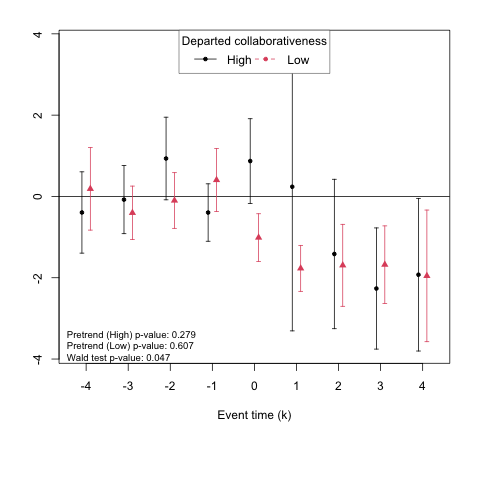 Departed collaborativeness
High Low
4
2
0
-2
-4
Pretrend (High) p-value: 0.279
Pretrend (Low) p-value: 0.607
Wald test p-value: 0.047
-4 -3 -2 -1 0 1 2 3 4
Event time (k)